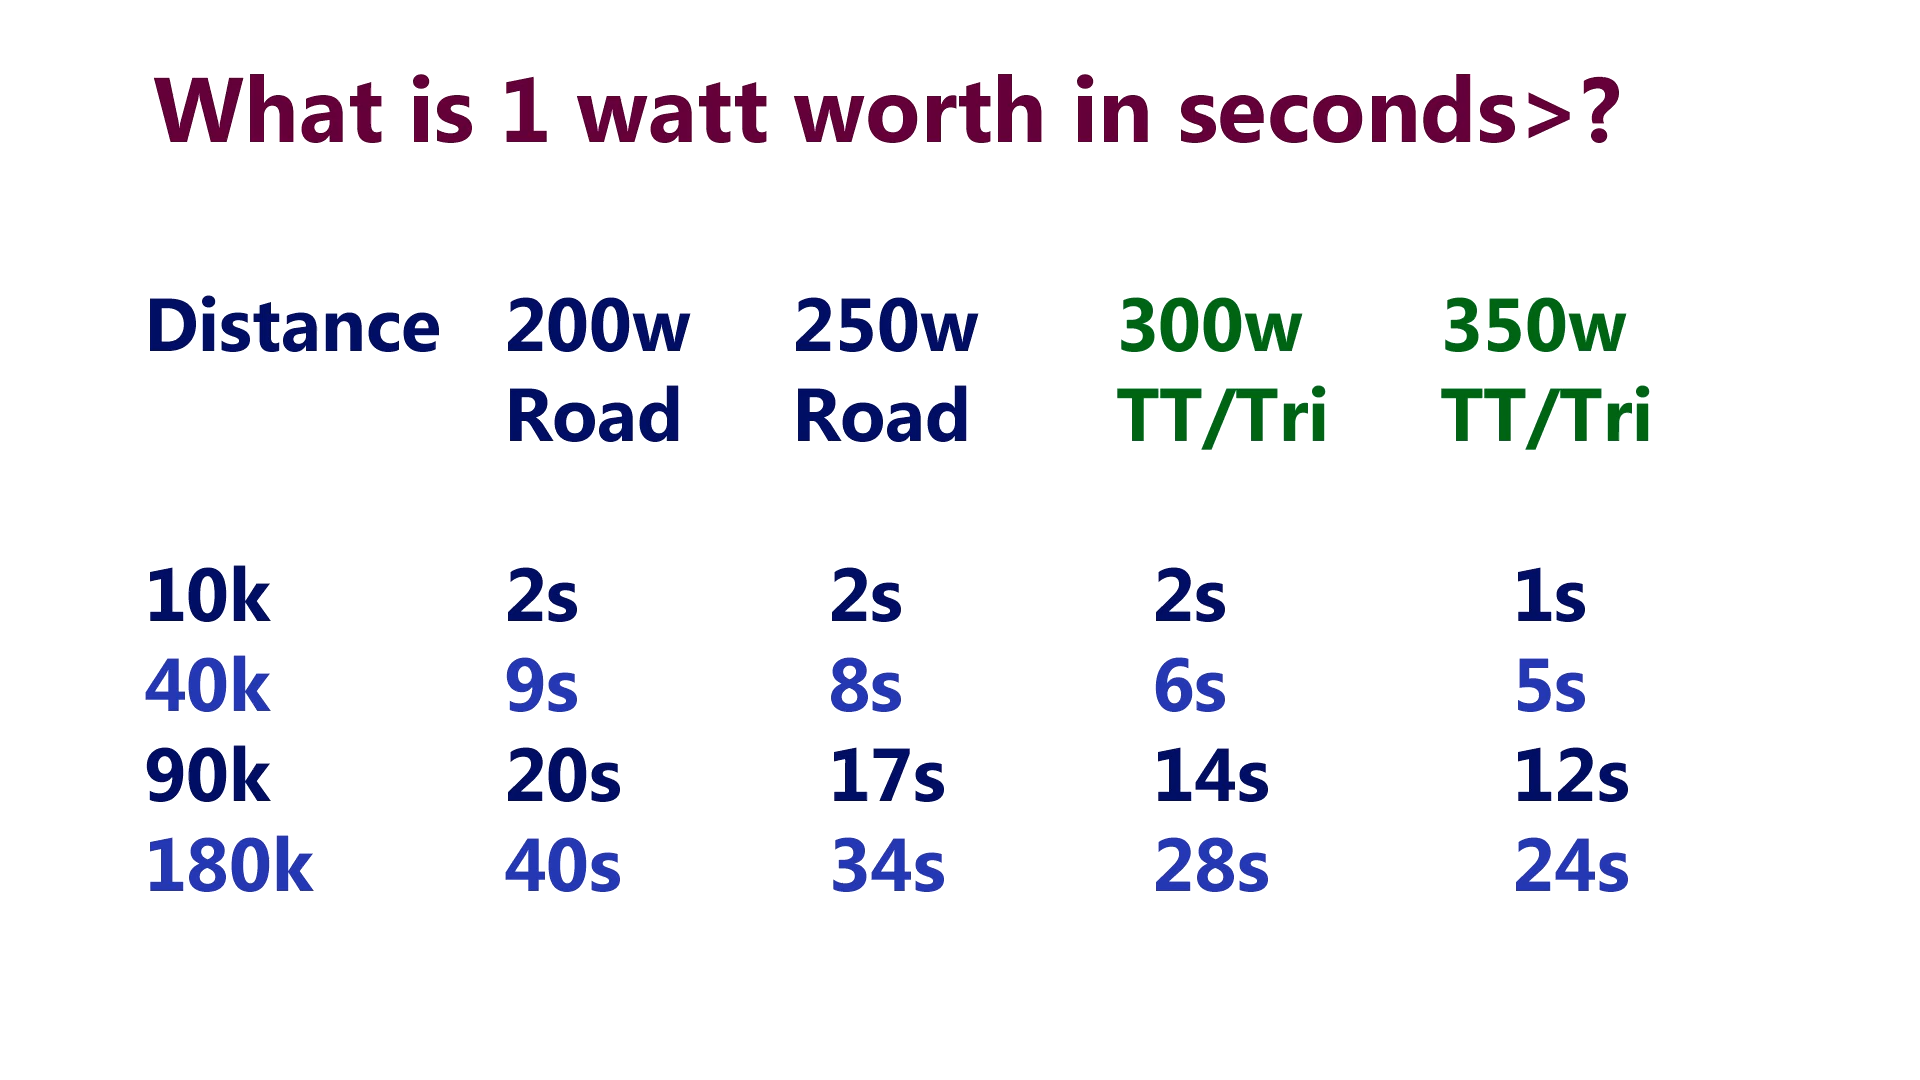 What is 1 watt worth in seconds>?
Distance 200w 250w 300w 350w
Road Road TT/Tri TT/Tri
10k 2s 2s 2s 1s
40k 9s 8s 6s 5s
90k 20s 17s 14s 12s
180k 40s 34s 28s 24s